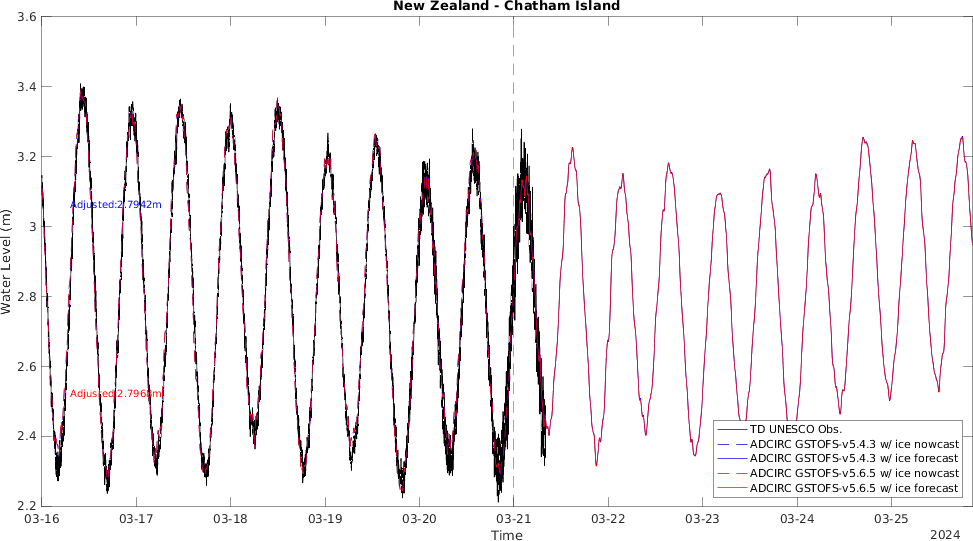 New Zealand - Chatham Island
3.6
3.4
3.2
3
2.8
2.6
2.4
2.2
Water Level (m)
Adjusted:2.7942m
Adjusted:2.7968m
TD UNESCO Obs.
ADCIRC GSTOFS-v5.4.3 w/ ice nowcast
ADCIRC GSTOFS-v5.4.3 w/ ice forecast
ADCIRC GSTOFS-v5.6.5 w/ ice nowcast
ADCIRC GSTOFS-v5.6.5 w/ ice forecast
03-16 03-17 03-18 03-19 03-20 03-21 03-22 03-23 03-24 03-25
Time
2024